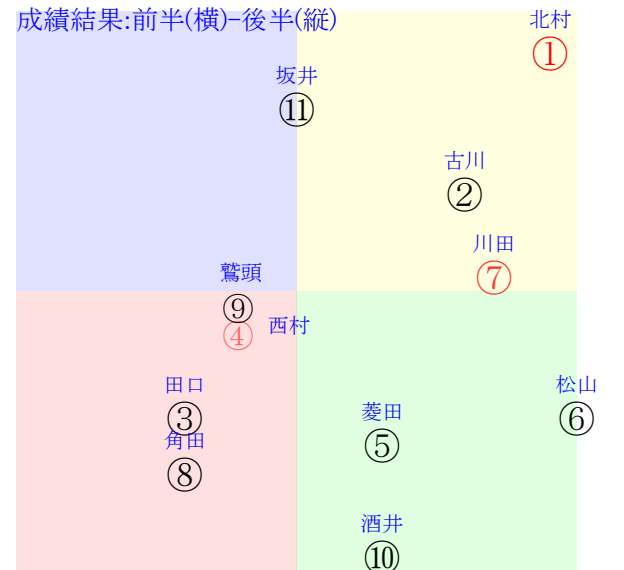 成績結果:前半(横)-後半(縦)
北村
①
坂井
⑪
古川
②
川田
⑦
鷲頭
⑨
西村
④
田口
③
松山
⑥
菱田
⑤
角田
⑧
酒井
⑩